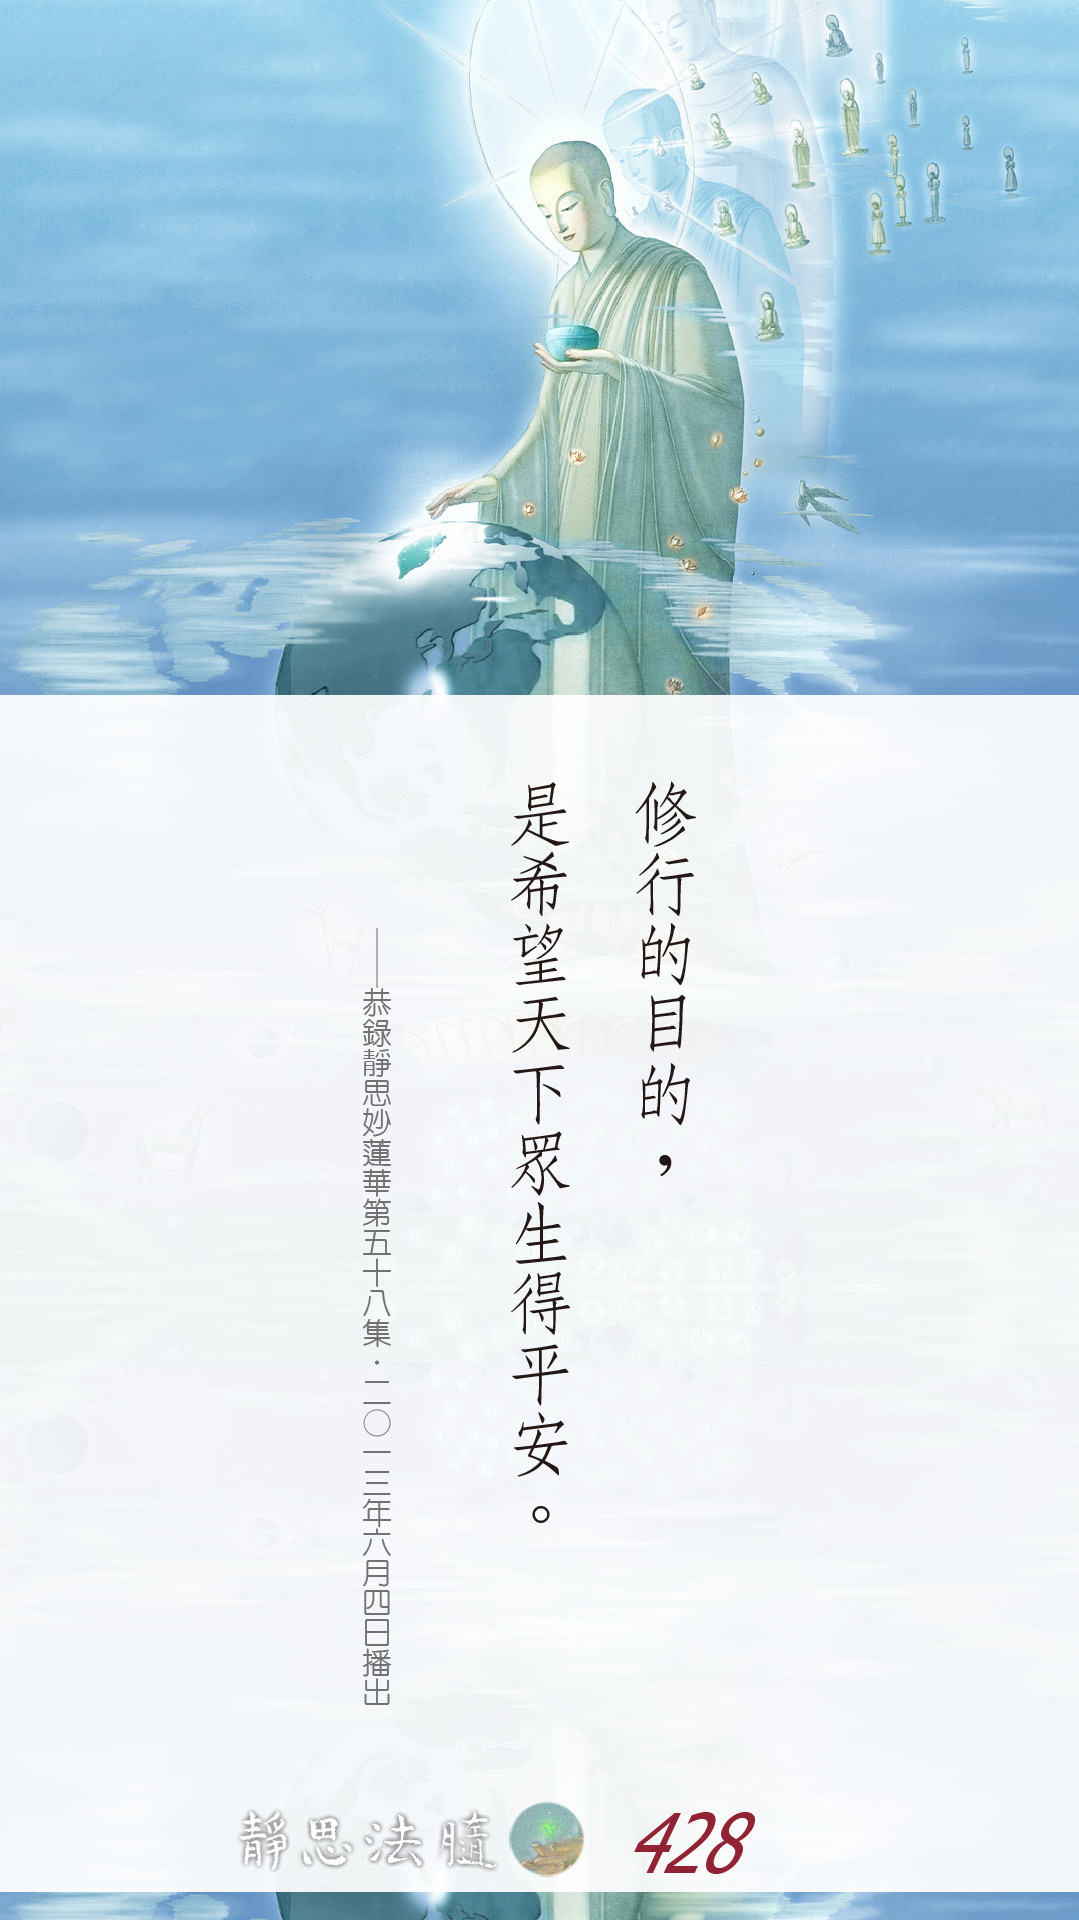 修行的目的，
是希望天下眾生得平安。
——恭錄靜思妙蓮華第五十八集·二〇一三年六月四日播出
靜思法髓
428